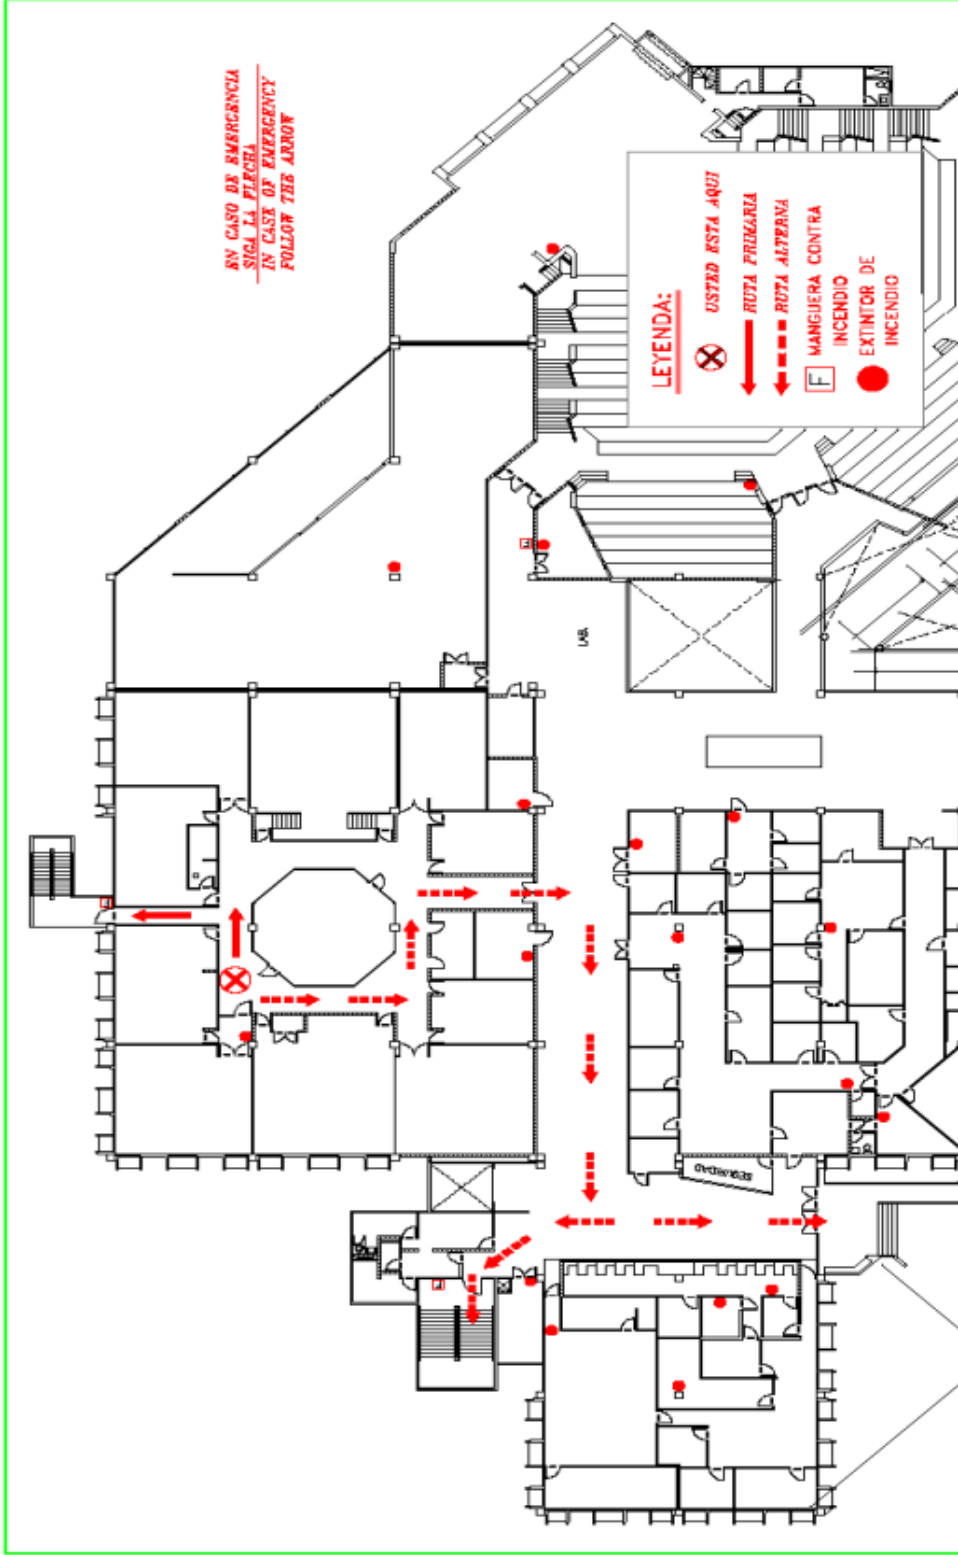 EN CASO DE EMERGENCIA
SIGA LA FLECHA
IN CASE OF EMERGENCY
FOLLOW THE ARROW
LEYENDA:
USTED ESTA AQUI
RUTA PRIMARIA
RUTA ALTERNA
F MANGUERA CONTRA
INCENDIO
EXTINTOR DE
INCENDIO
F
F
F
SEGURIDAD